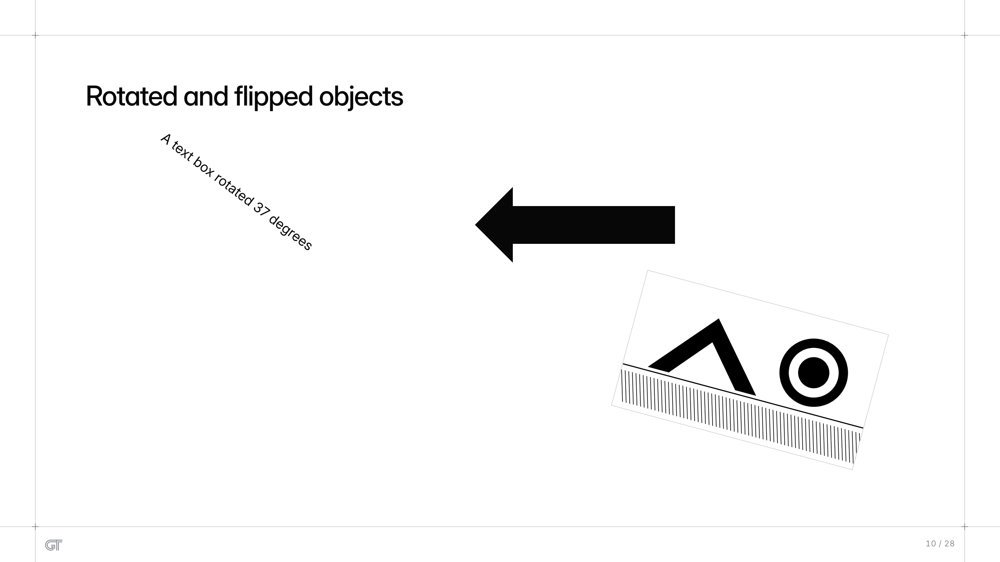 Rotated and flipped objects
A text box rotated 37 degrees
GT
10 / 28